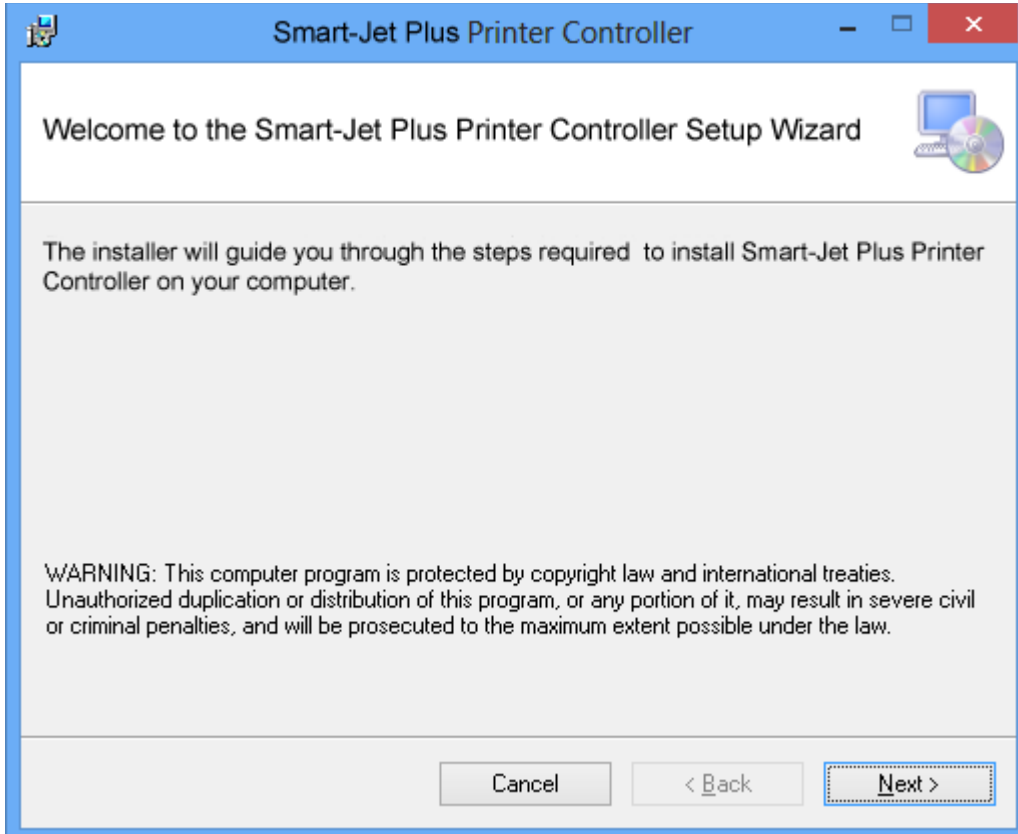 Smart-Jet Plus Printer Controller
Welcome to the Smart-Jet Plus Printer Controller Setup Wizard
The installer will guide you through the steps required  to install Smart-Jet Plus Printer
Controller on your computer.
WARNING: This computer program is protected by copyright law and international treaties.
Unauthorized duplication or distribution of this program, or any portion of it, may result in severe civil
or criminal penalties, and will be prosecuted to the maximum extent possible under the law.
Cancel < Back Next >